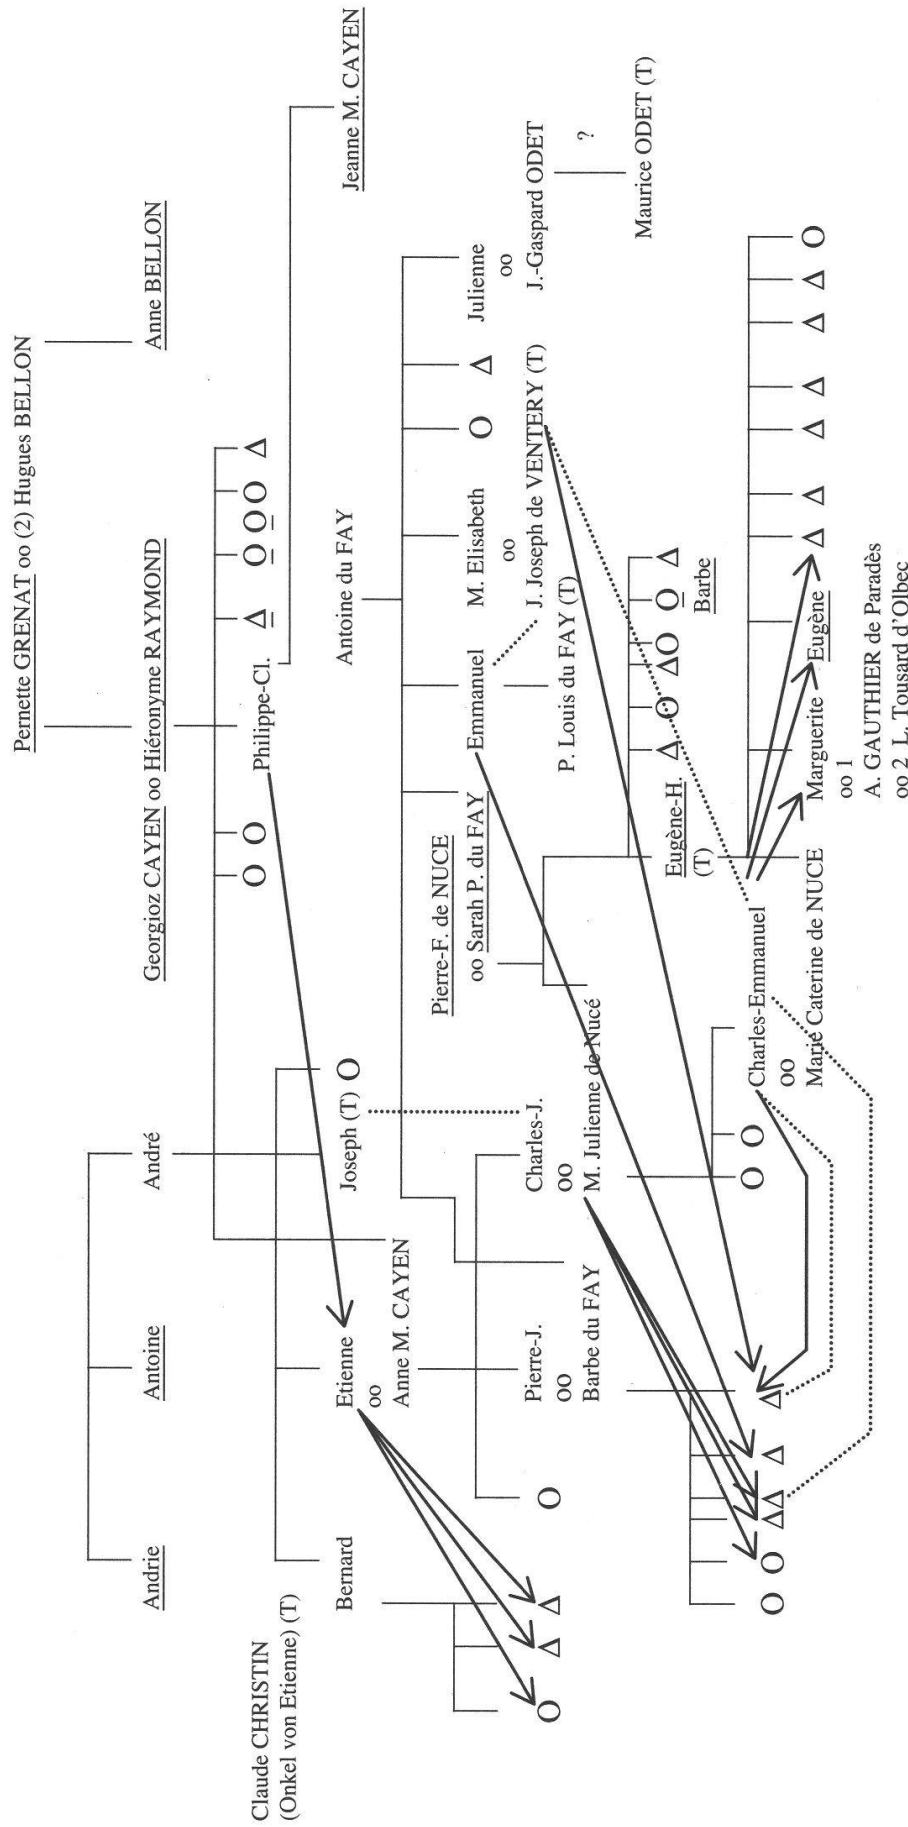 Pernette GRENAT oo (2) Hugues BELLON
Andrie
Antoine
André
Georgioz CAYEN oo Hiéronyme RAYMOND
Anne BELLON
Claude CHRISTIN
(Onkel von Etienne) (T)
O O
Philippe-Cl.
Δ O O O Δ
Bernard
Etienne
oo
Anne M. CAYEN
Joseph (T) O
Antoine du FAY
Jeanne M. CAYEN
Pierre-F. de NUCE
oo Sarah P. du FAY
Emmanuel
P. Louis du FAY (T)
M. Elisabeth
oo
J. Joseph de VENTERY (T)
O Δ
Julienne
oo
J.-Gaspard ODET
?
Maurice ODET (T)
O Δ Δ
O
Pierre-J.
oo
Barbe du FAY
Charles-J.
oo
M. Julienne de Nucé
Eugène-H.
(T)
Δ O Δ O O Δ
Barbe
O O Δ Δ Δ Δ
O O
Charles-Emmanuel
oo
Marie Caterine de NUCE
Marguerite
oo 1
A. GAUTHIER de Paradès
oo 2 L. Tousard d'Olbec
Eugène
Δ Δ Δ Δ Δ Δ O